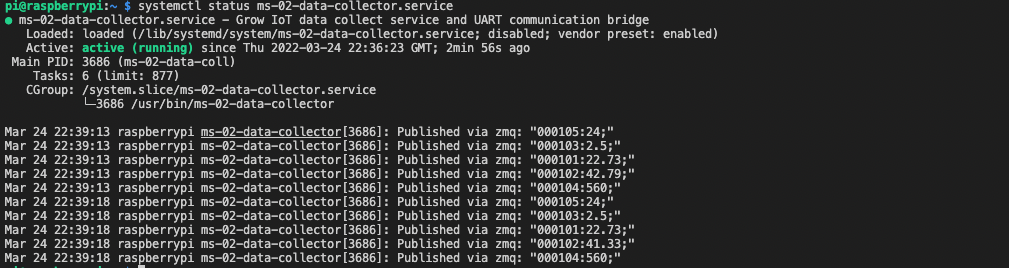 pi@raspberrypi:~ $ systemctl status ms-02-data-collector.service
● ms-02-data-collector.service - Grow IoT data collect service and UART communication bridge
   Loaded: loaded (/lib/systemd/system/ms-02-data-collector.service; disabled; vendor preset: enabled)
   Active: active (running) since Thu 2022-03-24 22:36:23 GMT; 2min 56s ago
 Main PID: 3686 (ms-02-data-coll)
    Tasks: 6 (limit: 877)
   CGroup: /system.slice/ms-02-data-collector.service
           └─3686 /usr/bin/ms-02-data-collector

Mar 24 22:39:13 raspberrypi ms-02-data-collector[3686]: Published via zmq: "000105:24;"
Mar 24 22:39:13 raspberrypi ms-02-data-collector[3686]: Published via zmq: "000103:2.5;"
Mar 24 22:39:13 raspberrypi ms-02-data-collector[3686]: Published via zmq: "000101:22.73;"
Mar 24 22:39:13 raspberrypi ms-02-data-collector[3686]: Published via zmq: "000102:42.79;"
Mar 24 22:39:13 raspberrypi ms-02-data-collector[3686]: Published via zmq: "000104:560;"
Mar 24 22:39:18 raspberrypi ms-02-data-collector[3686]: Published via zmq: "000105:24;"
Mar 24 22:39:18 raspberrypi ms-02-data-collector[3686]: Published via zmq: "000103:2.5;"
Mar 24 22:39:18 raspberrypi ms-02-data-collector[3686]: Published via zmq: "000101:22.73;"
Mar 24 22:39:18 raspberrypi ms-02-data-collector[3686]: Published via zmq: "000102:41.33;"
Mar 24 22:39:18 raspberrypi ms-02-data-collector[3686]: Published via zmq: "000104:560;"